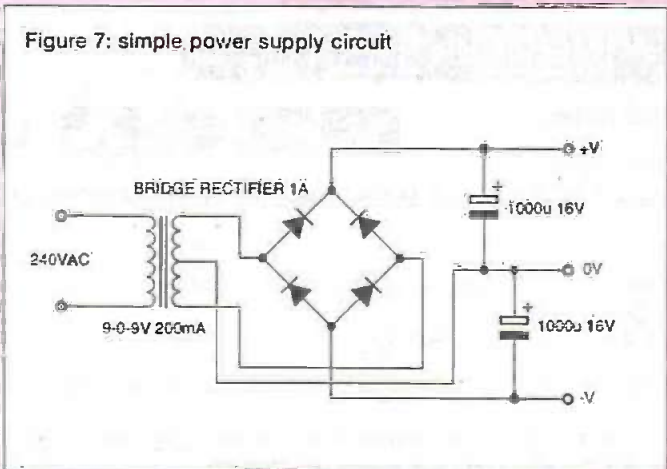 Figure 7: simple power supply circuit
+V
BRIDGE RECTIFIER 1A
+
1000u 16V
240VAC
0V
+
9-0-9V 200mA
1000u 16V
-V